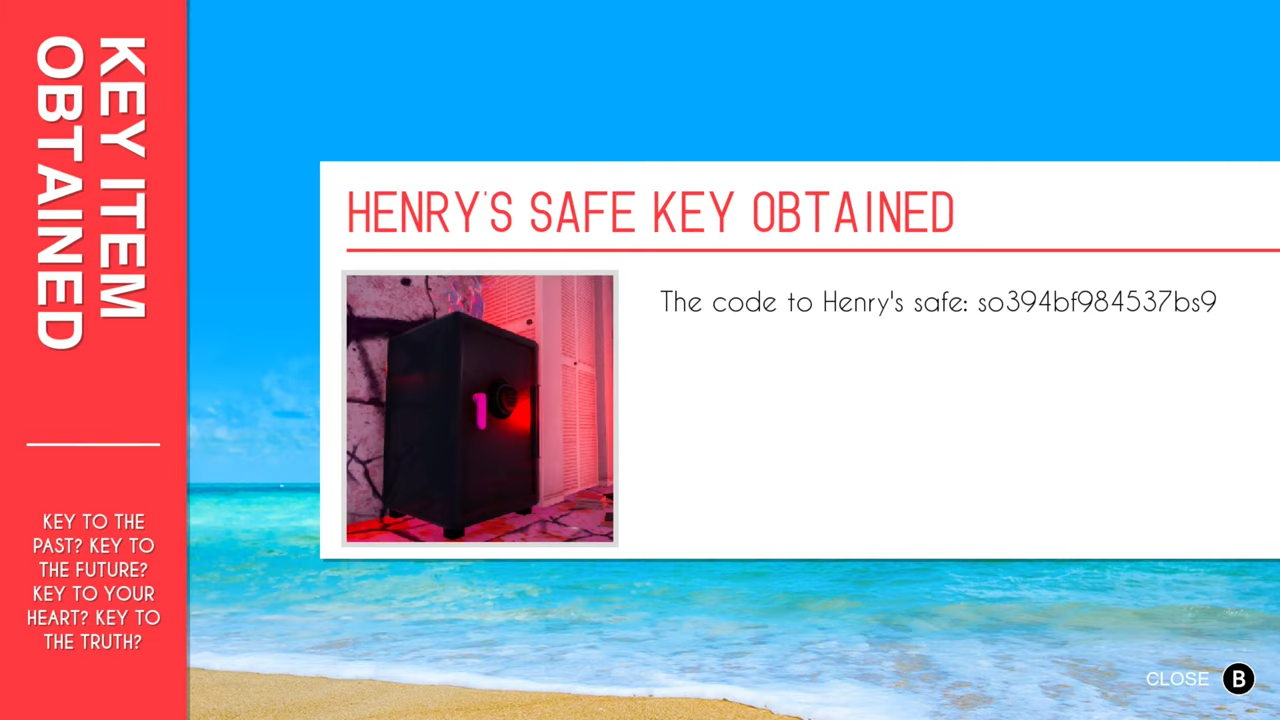 KEY ITEM
OBTAINED
KEY TO THE
PAST? KEY TO
THE FUTURE?
KEY TO YOUR
HEART? KEY TO
THE TRUTH?
HENRY'S SAFE KEY OBTAINED
The code to Henry's safe: so394bf984537bs9
CLOSE B